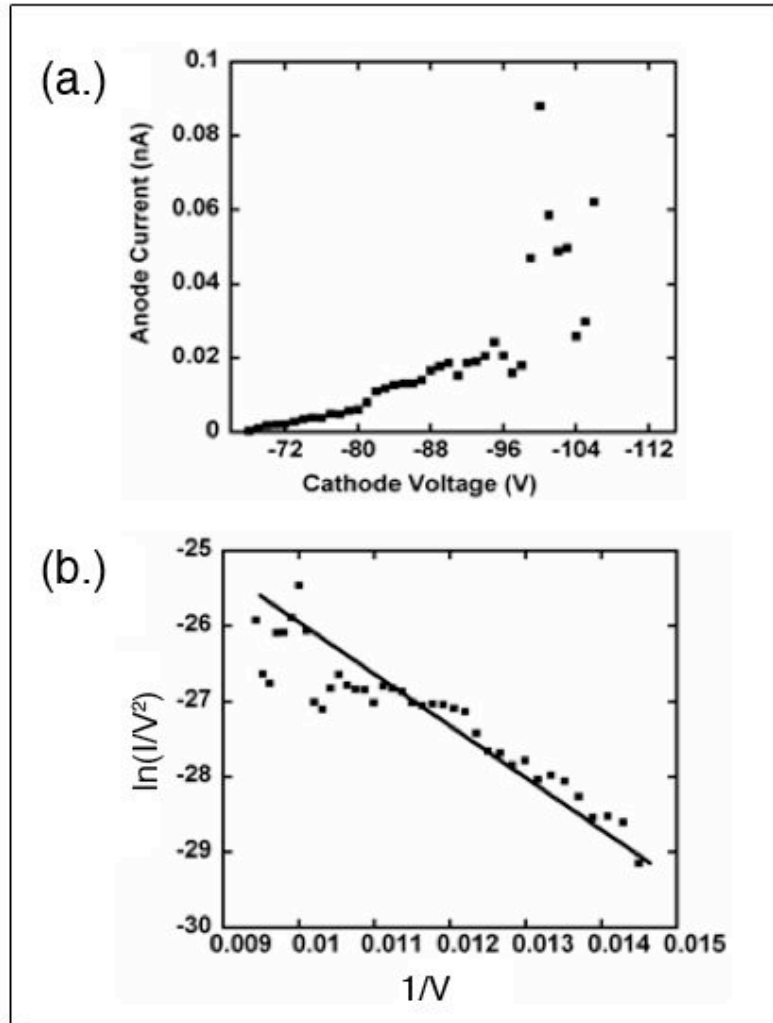 (a.)
0.1
0.08
0.06
0.04
0.02
0
Anode Current (nA)
-72 -80 -88 -96 -104 -112
Cathode Voltage (V)
(b.)
-25
-26
-27
-28
-29
-30
ln(I/V²)
0.009 0.01 0.011 0.012 0.013 0.014 0.015
1/V